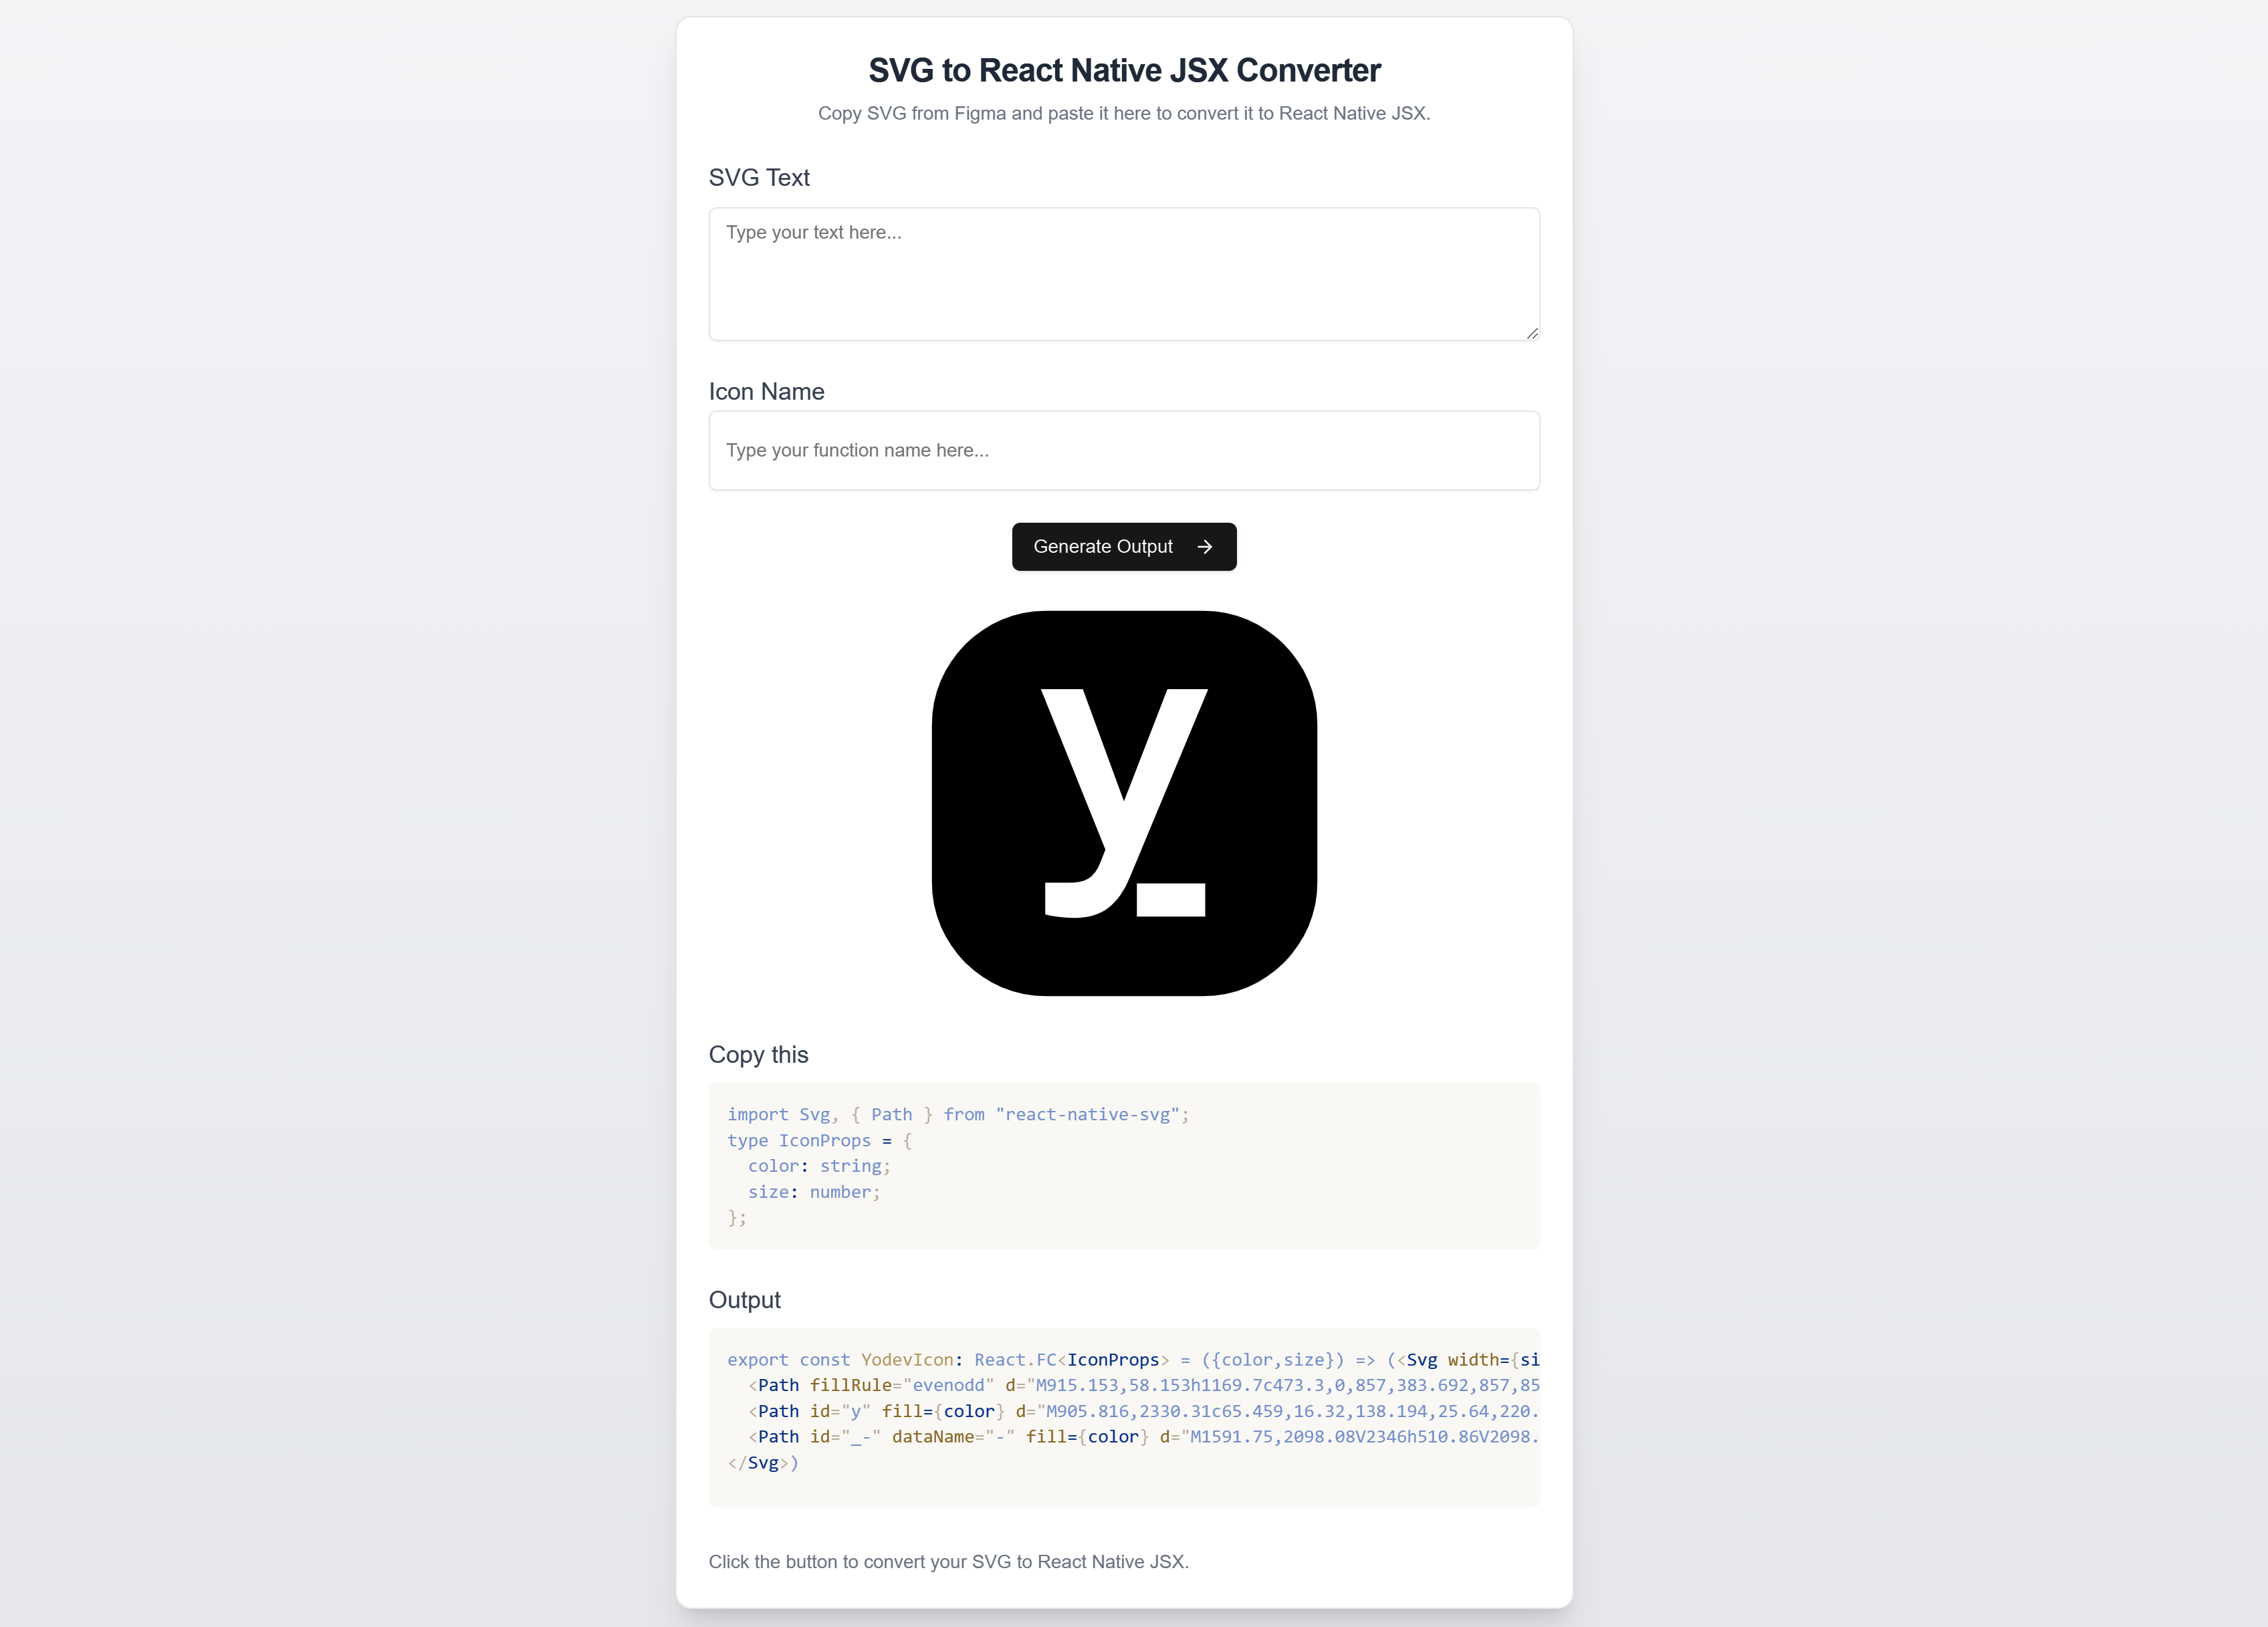 SVG to React Native JSX Converter
Copy SVG from Figma and paste it here to convert it to React Native JSX.
SVG Text
Type your text here...
Icon Name
Type your function name here...
Generate Output
y_
Copy this
import Svg, { Path } from "react-native-svg";
type IconProps = {
  color: string;
  size: number;
};
Output
export const YodevIcon: React.FC<IconProps> = ({color,size}) => (<Svg width={si
  <Path fillRule="evenodd" d="M915.153,58.153h1169.7c473.3,0,857,383.692,857,85
  <Path id="y" fill={color} d="M905.816,2330.31c65.459,16.32,138.194,25.64,220.
  <Path id="_-" dataName="-" fill={color} d="M1591.75,2098.08V2346h510.86V2098.
</Svg>)
Click the button to convert your SVG to React Native JSX.